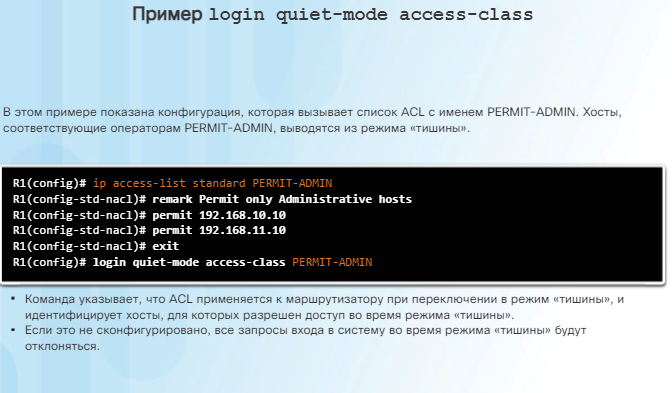 Пример login quiet-mode access-class
В этом примере показана конфигурация, которая вызывает список ACL с именем PERMIT-ADMIN. Хосты,
соответствующие операторам PERMIT-ADMIN, выводятся из режима «тишины».
R1(config)# ip access-list standard PERMIT-ADMIN
R1(config-std-nacl)# remark Permit only Administrative hosts
R1(config-std-nacl)# permit 192.168.10.10
R1(config-std-nacl)# permit 192.168.11.10
R1(config-std-nacl)# exit
R1(config)# login quiet-mode access-class PERMIT-ADMIN
• Команда указывает, что ACL применяется к маршрутизатору при переключении в режим «тишины», и
идентифицирует хосты, для которых разрешен доступ во время режима «тишины».
• Если это не сконфигурировано, все запросы входа в систему во время режима «тишины» будут
отклоняться.